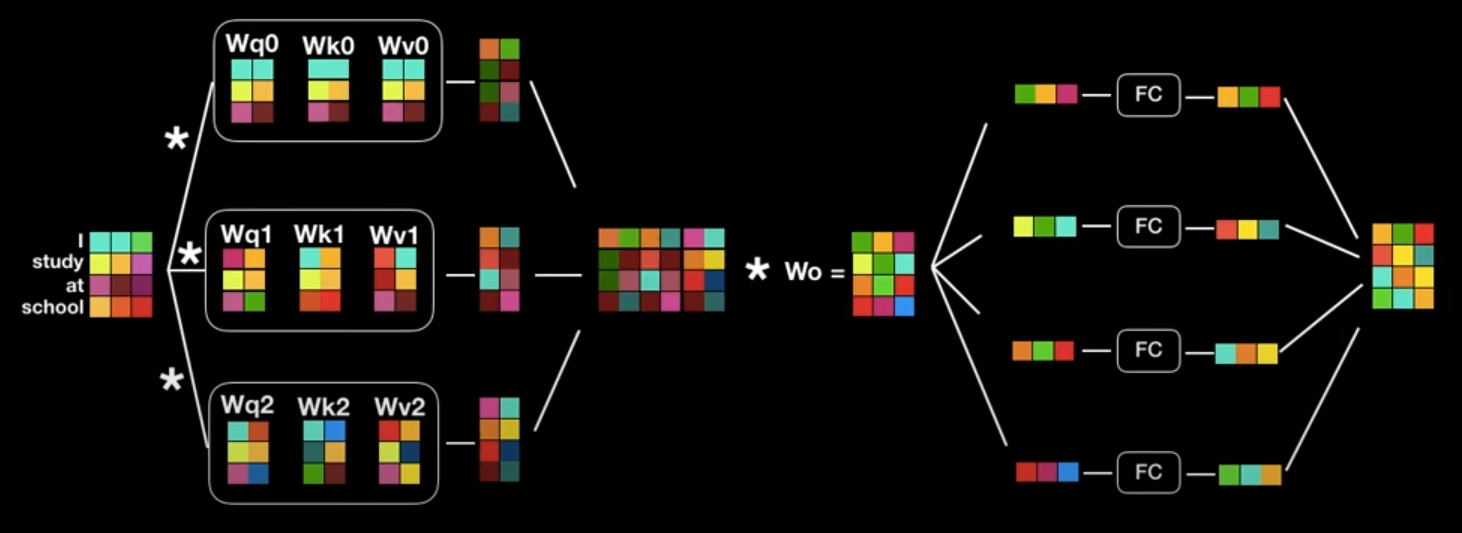 Wq0 Wk0 Wv0
*
I
study
at
school
*
Wq1 Wk1 Wv1
*
Wq2 Wk2 Wv2
* Wo =
FC
FC
FC
FC